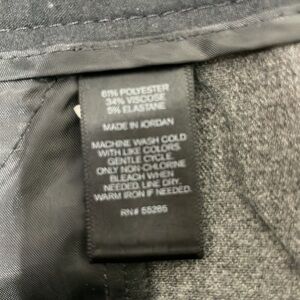 61% POLYESTER
34% VISCOSE
5% ELASTANE
MADE IN JORDAN
MACHINE WASH COLD
WITH LIKE COLORS.
GENTLE CYCLE.
ONLY NON CHLORINE
BLEACH WHEN
NEEDED. LINE DRY.
WARM IRON IF NEEDED.
RN# 55285